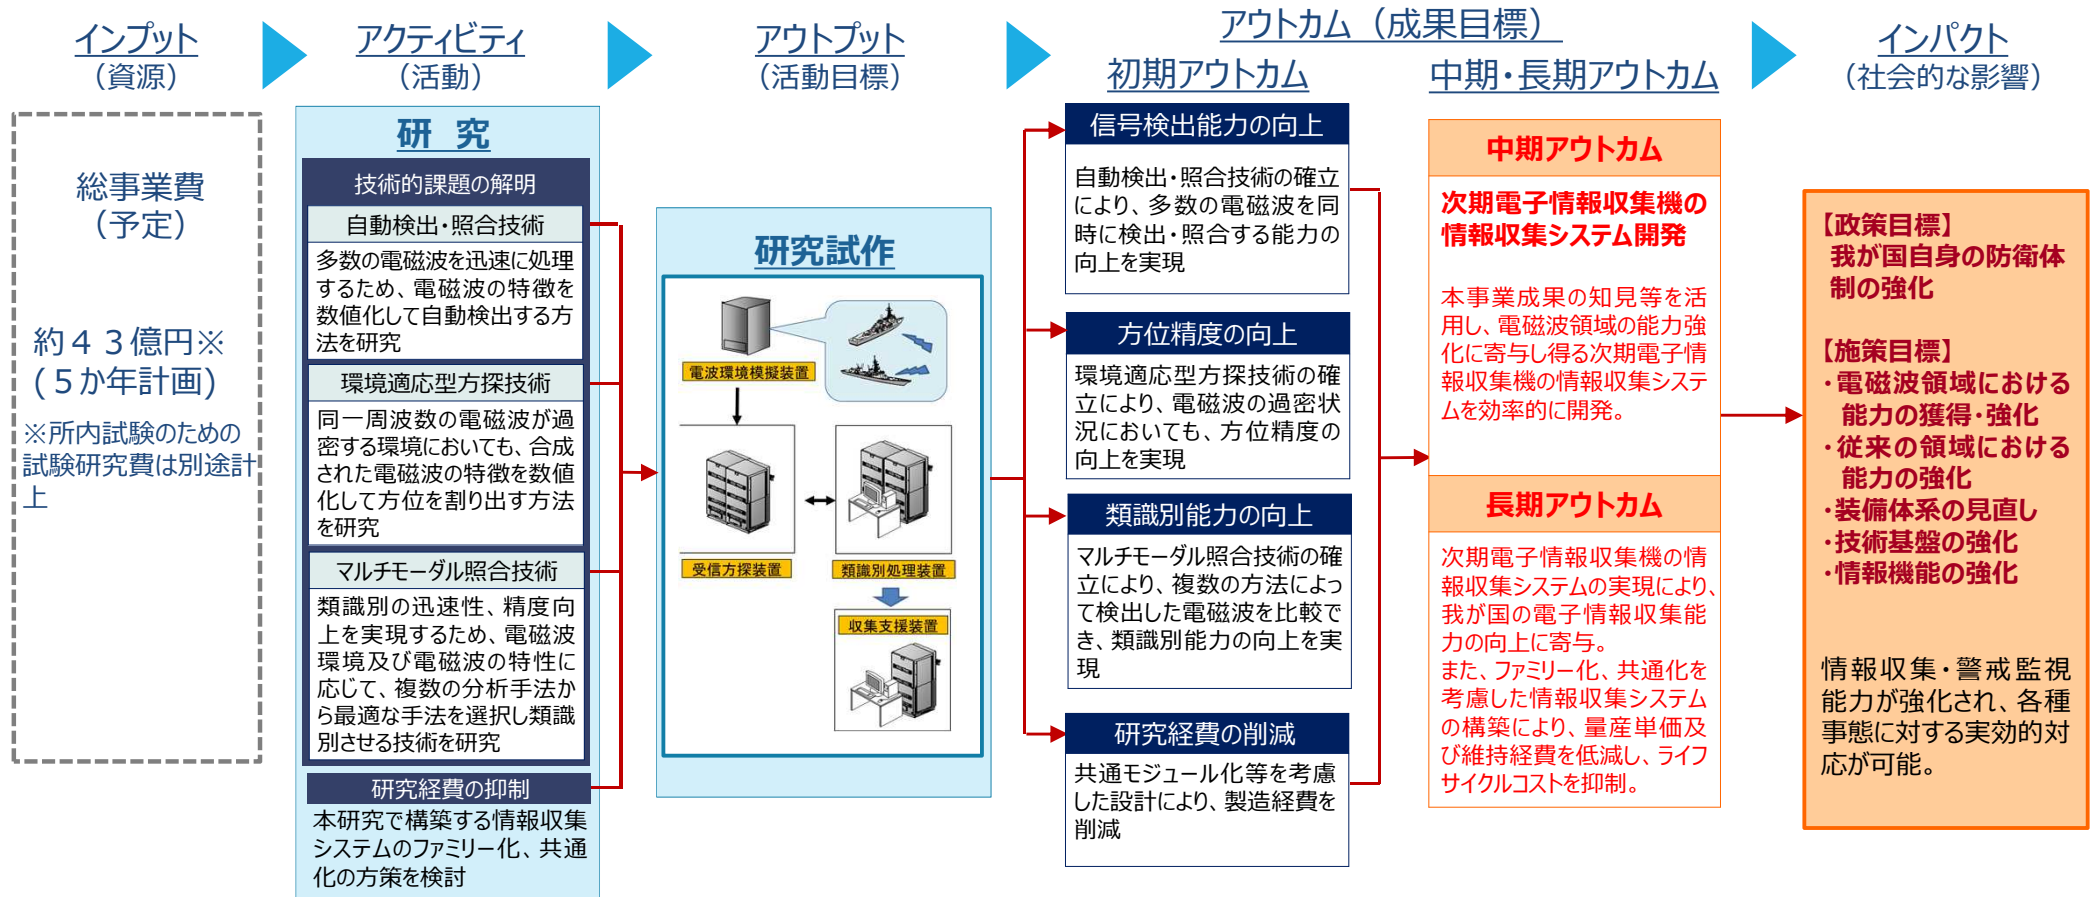 インプット
（資源）
総事業費
（予定）
約４３億円※
(５か年計画)
※所内試験のための
試験研究費は別途計
上
アクティビティ
（活動）
研　究
技術的課題の解明
自動検出・照合技術
多数の電磁波を迅速に処理
するため、電磁波の特徴を
数値化して自動検出する方
法を研究
環境適応型方探技術
同一周波数の電磁波が過
密する環境においても、合成
された電磁波の特徴を数値
化して方位を割り出す方法
を研究
マルチモーダル照合技術
類識別の迅速性、精度向
上を実現するため、電磁波
環境及び電磁波の特性に
応じて、複数の分析手法か
ら最適な手法を選択し類識
別させる技術を研究
研究経費の抑制
本研究で構築する情報収集
システムのファミリー化、共通
化の方策を検討
アウトプット
（活動目標）
研究試作
電波環境模擬装置
受信方探装置
類識別処理装置
収集支援装置
アウトカム（成果目標）
初期アウトカム
信号検出能力の向上
自動検出・照合技術の確立
により、多数の電磁波を同
時に検出・照合する能力の
向上を実現
方位精度の向上
環境適応型方探技術の確
立により、電磁波の過密状
況においても、方位精度の
向上を実現
類識別能力の向上
マルチモーダル照合技術の確
立により、複数の方法によっ
て検出した電磁波を比較で
き、類識別能力の向上を実
現
研究経費の削減
共通モジュール化等を考慮
した設計により、製造経費を
削減
中期・長期アウトカム
中期アウトカム
次期電子情報収集機の
情報収集システム開発
本事業成果の知見等を活
用し、電磁波領域の能力強
化に寄与し得る次期電子情
報収集機の情報収集システ
ムを効率的に開発。
長期アウトカム
次期電子情報収集機の情
報収集システムの実現により、
我が国の電子情報収集能
力の向上に寄与。
また、ファミリー化、共通化を
考慮した情報収集システム
の構築により、量産単価及
び維持経費を低減し、ライフ
サイクルコストを抑制。
インパクト
（社会的な影響）
【政策目標】
我が国自身の防衛体
制の強化
【施策目標】
・電磁波領域における
能力の獲得・強化
・従来の領域における
能力の強化
・装備体系の見直し
・技術基盤の強化
・情報機能の強化
情報収集・警戒監視
能力が強化され、各種
事態に対する実効的対
応が可能。